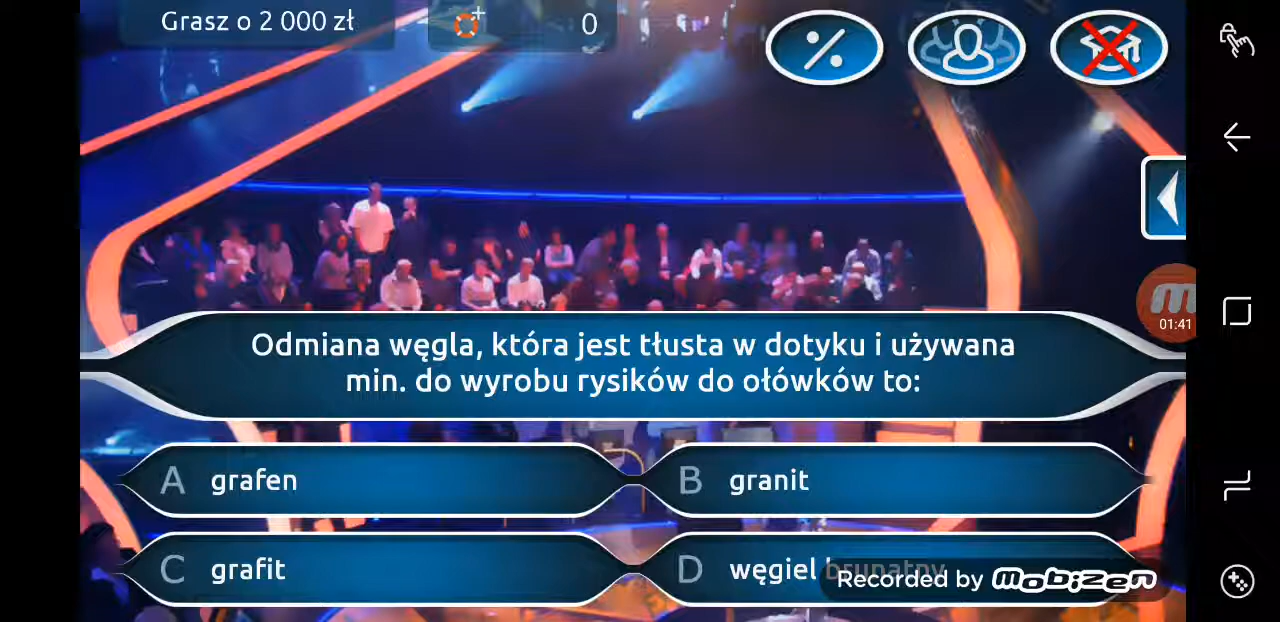 Grasz o 2 000 zł
0
01:41
Odmiana węgla, która jest tłusta w dotyku i używana
min. do wyrobu rysików do ołówków to:
A grafen
B granit
C grafit
D węgiel brunatny
Recorded by mobizen